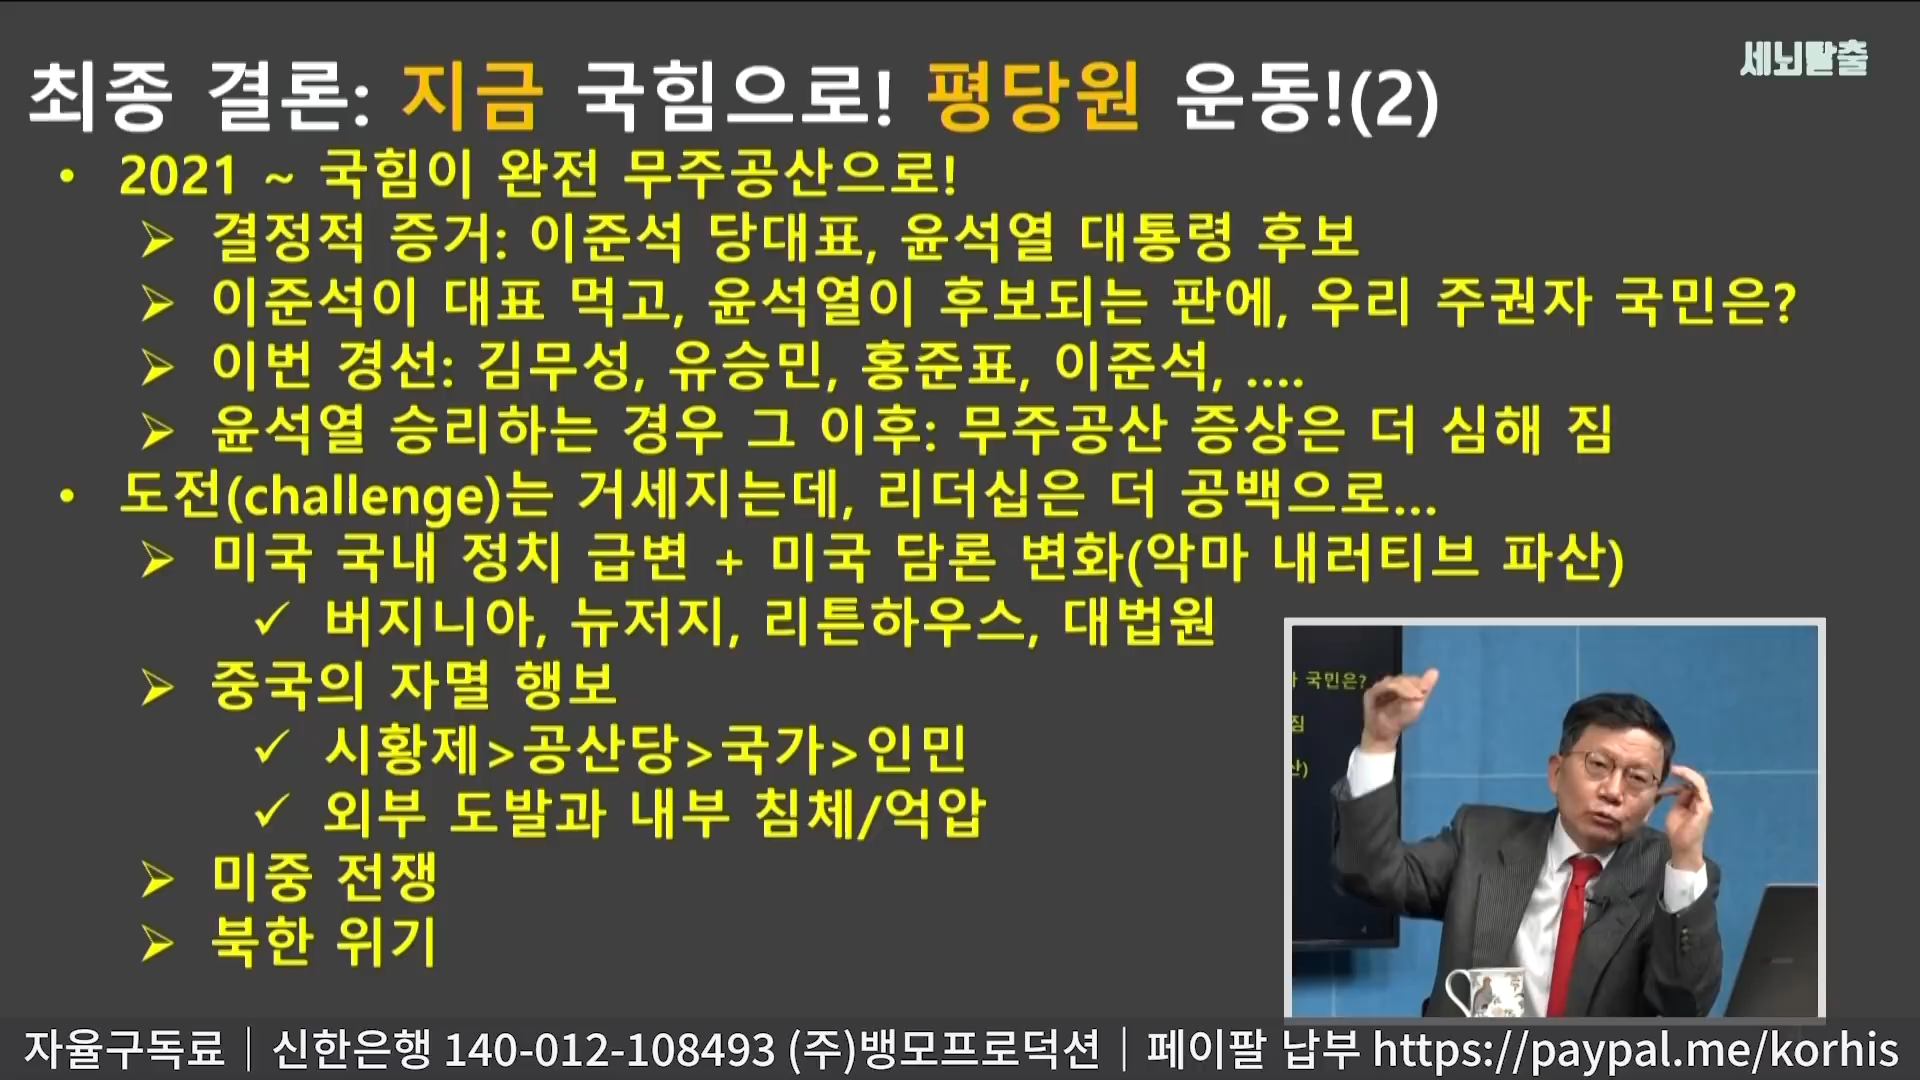 세뇌탈출
최종 결론: 지금 국힘으로! 평당원 운동!(2)
• 2021 ~ 국힘이 완전 무주공산으로!
➢ 결정적 증거: 이준석 당대표, 윤석열 대통령 후보
➢ 이준석이 대표 먹고, 윤석열이 후보되는 판에, 우리 주권자 국민은?
➢ 이번 경선: 김무성, 유승민, 홍준표, 이준석, ....
➢ 윤석열 승리하는 경우 그 이후: 무주공산 증상은 더 심해 짐
• 도전(challenge)는 거세지는데, 리더십은 더 공백으로...
➢ 미국 국내 정치 급변 + 미국 담론 변화(악마 내러티브 파산)
✓ 버지니아, 뉴저지, 리튼하우스, 대법원
➢ 중국의 자멸 행보
✓ 시황제>공산당>국가>인민
✓ 외부 도발과 내부 침체/억압
➢ 미중 전쟁
➢ 북한 위기
국민은?
짐
산)
자율구독료｜신한은행 140-012-108493 (주)뱅모프로덕션｜페이팔 납부 https://paypal.me/korhis